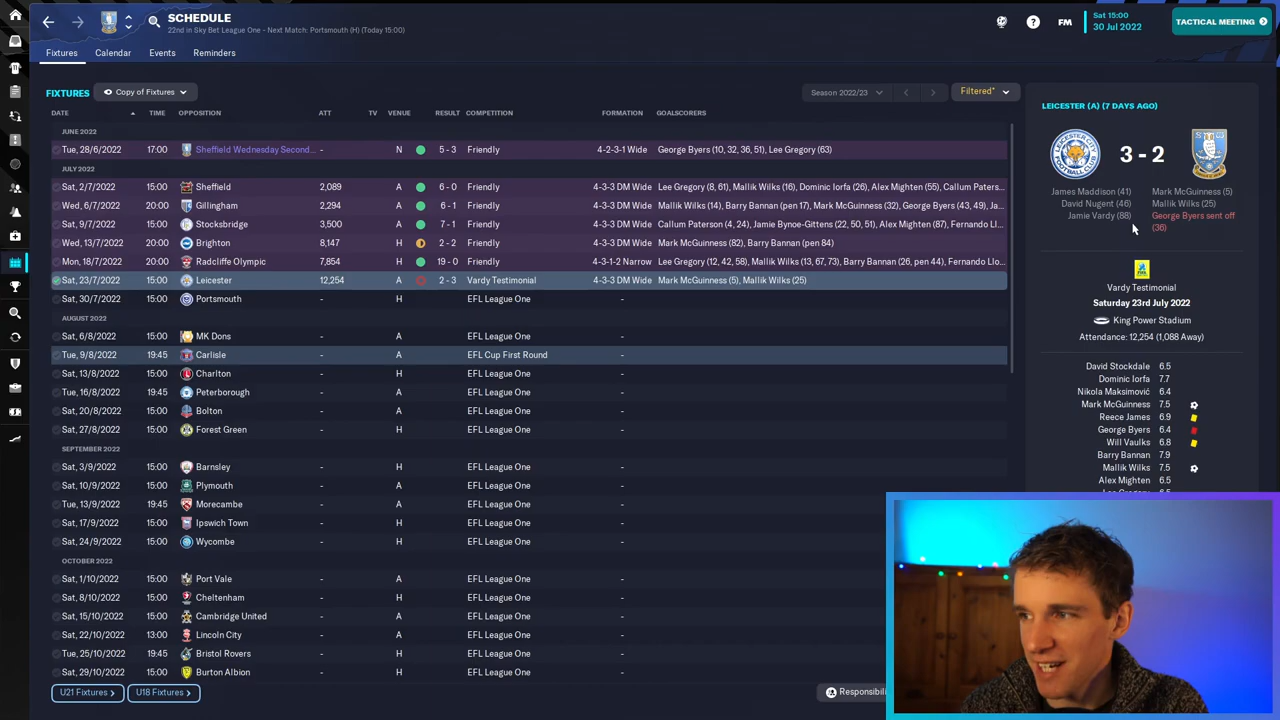 SCHEDULE
22nd in Sky Bet League One - Next Match: Portsmouth (H) (Today 15:00)
FM
Sat 15:00
30 Jul 2022
TACTICAL MEETING
Fixtures Calendar Events Reminders
FIXTURES Copy of Fixtures Season 2022/23 Filtered*
DATE TIME OPPOSITION ATT TV VENUE RESULT COMPETITION FORMATION GOALSCORERS
JUNE 2022
Tue, 28/6/2022 17:00 Sheffield Wednesday Second... - N 5 - 3 Friendly 4-2-3-1 Wide George Byers (10, 32, 36, 51), Lee Gregory (63)
JULY 2022
Sat, 2/7/2022 15:00 Sheffield 2,089 A 6 - 0 Friendly 4-3-3 DM Wide Lee Gregory (8, 61), Mallik Wilks (16), Dominic Iorfa (26), Alex Mighten (55), Callum Paters...
Wed, 6/7/2022 20:00 Gillingham 2,294 A 6 - 1 Friendly 4-3-3 DM Wide Mallik Wilks (14), Barry Bannan (pen 17), Mark McGuinness (32), George Byers (43, 49), Ja...
Sat, 9/7/2022 15:00 Stocksbridge 3,500 A 7 - 1 Friendly 4-3-3 DM Wide Callum Paterson (4, 24), Jamie Bynoe-Gittens (22, 50, 51), Alex Mighten (87), Fernando Ll...
Wed, 13/7/2022 20:00 Brighton 8,147 H 2 - 2 Friendly 4-3-3 DM Wide Mark McGuinness (82), Barry Bannan (pen 84)
Mon, 18/7/2022 20:00 Radcliffe Olympic 7,854 H 19 - 0 Friendly 4-3-1-2 Narrow Lee Gregory (12, 42, 58), Mallik Wilks (13, 67, 73), Barry Bannan (26, pen 44), Fernando Llo...
Sat, 23/7/2022 15:00 Leicester 12,254 A 2 - 3 Vardy Testimonial 4-3-3 DM Wide Mark McGuinness (5), Mallik Wilks (25)
Sat, 30/7/2022 15:00 Portsmouth - H EFL League One -
AUGUST 2022
Sat, 6/8/2022 15:00 MK Dons - A EFL League One -
Tue, 9/8/2022 19:45 Carlisle - A EFL Cup First Round -
Sat, 13/8/2022 15:00 Charlton - H EFL League One -
Tue, 16/8/2022 19:45 Peterborough - A EFL League One -
Sat, 20/8/2022 15:00 Bolton - A EFL League One -
Sat, 27/8/2022 15:00 Forest Green - H EFL League One -
SEPTEMBER 2022
Sat, 3/9/2022 15:00 Barnsley - H EFL League One -
Sat, 10/9/2022 15:00 Plymouth - A EFL League One -
Tue, 13/9/2022 19:45 Morecambe - A EFL League One -
Sat, 17/9/2022 15:00 Ipswich Town - H EFL League One -
Sat, 24/9/2022 15:00 Wycombe - H EFL League One -
OCTOBER 2022
Sat, 1/10/2022 15:00 Port Vale - A EFL League One -
Sat, 8/10/2022 15:00 Cheltenham - H EFL League One -
Sat, 15/10/2022 15:00 Cambridge United - A EFL League One -
Sat, 22/10/2022 13:00 Lincoln City - H EFL League One -
Tue, 25/10/2022 19:45 Bristol Rovers - A EFL League One -
Sat, 29/10/2022 15:00 Burton Albion - H EFL League One -
U21 Fixtures U18 Fixtures Responsibili
LEICESTER (A) (7 DAYS AGO)
3 - 2
James Maddison (41) Mark McGuinness (5)
David Nugent (46) Mallik Wilks (25)
Jamie Vardy (88) George Byers sent off
(36)
Vardy Testimonial
Saturday 23rd July 2022
King Power Stadium
Attendance: 12,254 (1,088 Away)
David Stockdale 6.5
Dominic Iorfa 7.7
Nikola Maksimović 6.4
Mark McGuinness 7.5
Reece James 6.9
George Byers 6.4
Will Vaulks 6.8
Barry Bannan 7.9
Mallik Wilks 7.5
Alex Mighten 6.5